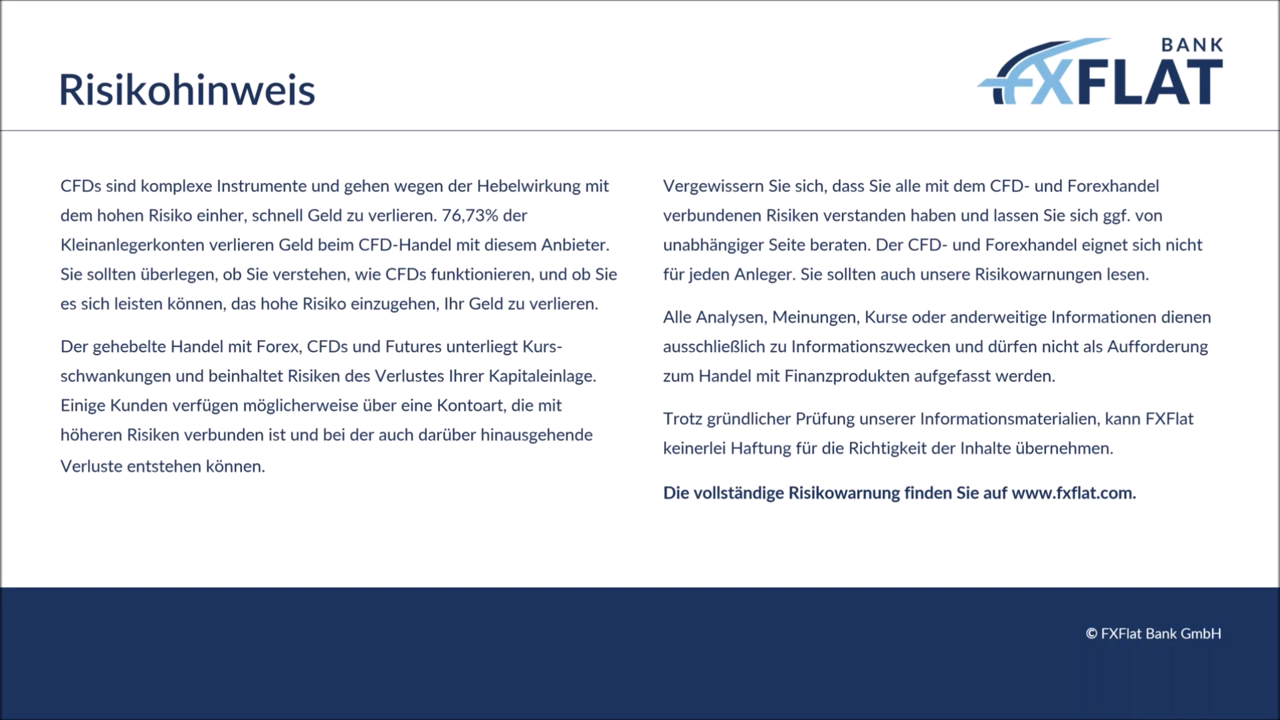 Risikohinweis
BANK
FXFLAT
CFDs sind komplexe Instrumente und gehen wegen der Hebelwirkung mit
dem hohen Risiko einher, schnell Geld zu verlieren. 76,73% der
Kleinanlegerkonten verlieren Geld beim CFD-Handel mit diesem Anbieter.
Sie sollten überlegen, ob Sie verstehen, wie CFDs funktionieren, und ob Sie
es sich leisten können, das hohe Risiko einzugehen, Ihr Geld zu verlieren.
Der gehebelte Handel mit Forex, CFDs und Futures unterliegt Kurs-
schwankungen und beinhaltet Risiken des Verlustes Ihrer Kapitaleinlage.
Einige Kunden verfügen möglicherweise über eine Kontoart, die mit
höheren Risiken verbunden ist und bei der auch darüber hinausgehende
Verluste entstehen können.
Vergewissern Sie sich, dass Sie alle mit dem CFD- und Forexhandel
verbundenen Risiken verstanden haben und lassen Sie sich ggf. von
unabhängiger Seite beraten. Der CFD- und Forexhandel eignet sich nicht
für jeden Anleger. Sie sollten auch unsere Risikowarnungen lesen.
Alle Analysen, Meinungen, Kurse oder anderweitige Informationen dienen
ausschließlich zu Informationszwecken und dürfen nicht als Aufforderung
zum Handel mit Finanzprodukten aufgefasst werden.
Trotz gründlicher Prüfung unserer Informationsmaterialien, kann FXFlat
keinerlei Haftung für die Richtigkeit der Inhalte übernehmen.
Die vollständige Risikowarnung finden Sie auf www.fxflat.com.
© FXFlat Bank GmbH